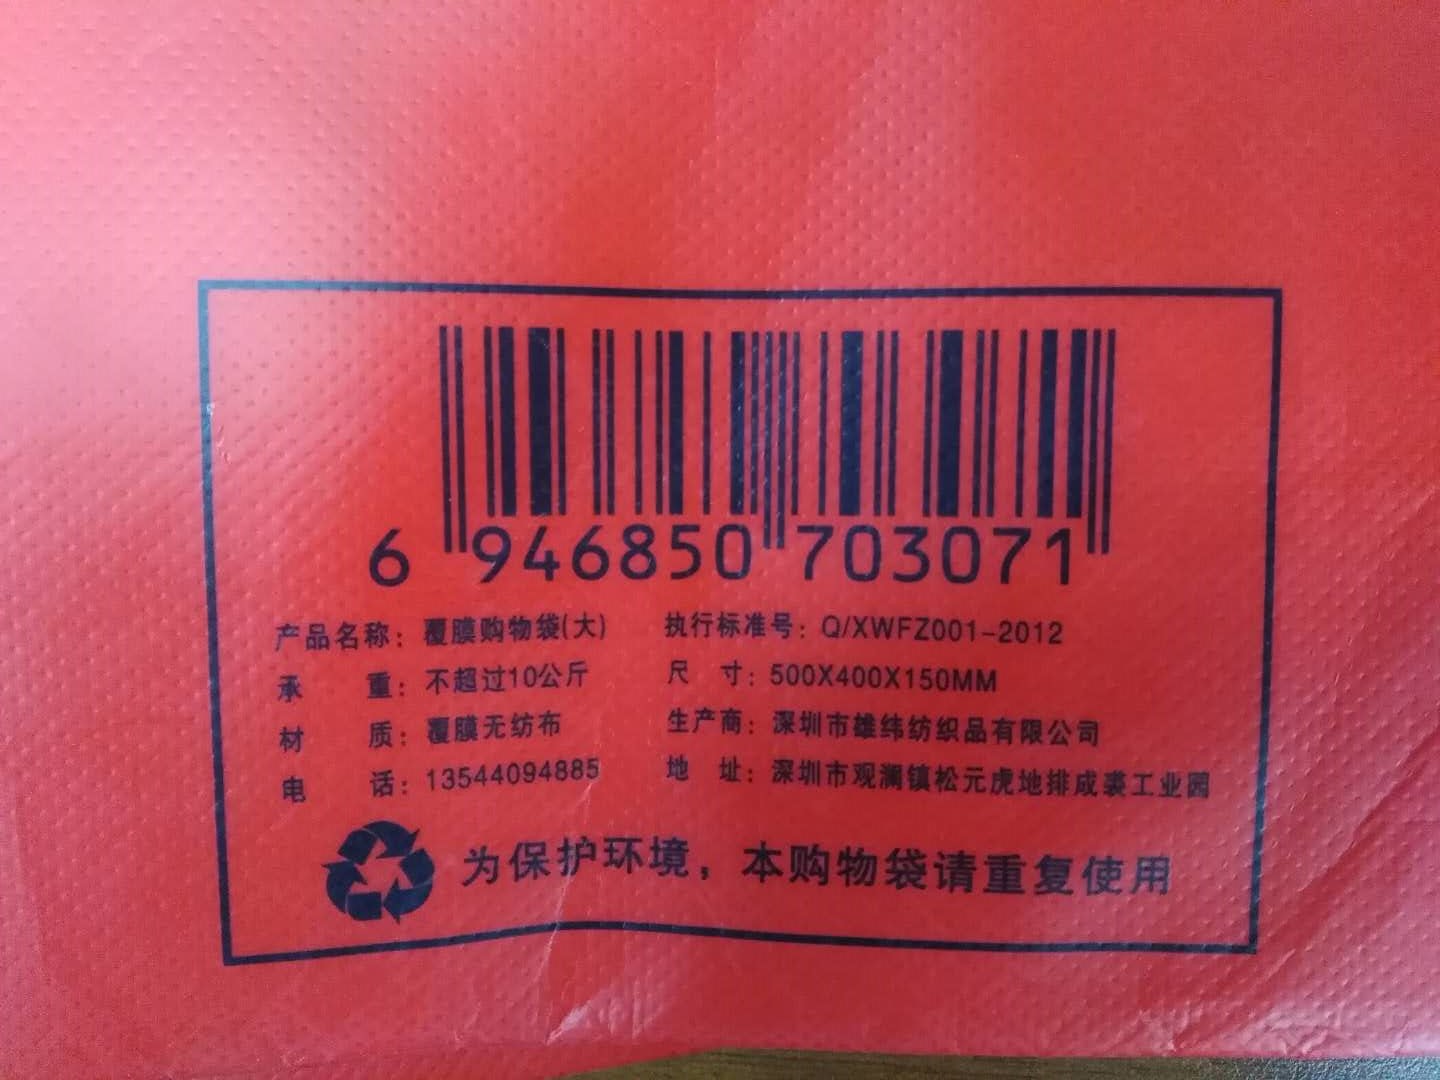 6 946850 703071
产品名称：覆膜购物袋(大) 执行标准号：Q/XWFZ001-2012
承 重：不超过10公斤 尺 寸：500X400X150MM
材 质：覆膜无纺布 生产商：深圳市雄纬纺织品有限公司
电 话：13544094885 地 址：深圳市观澜镇松元虎地排成裘工业园
为保护环境，本购物袋请重复使用